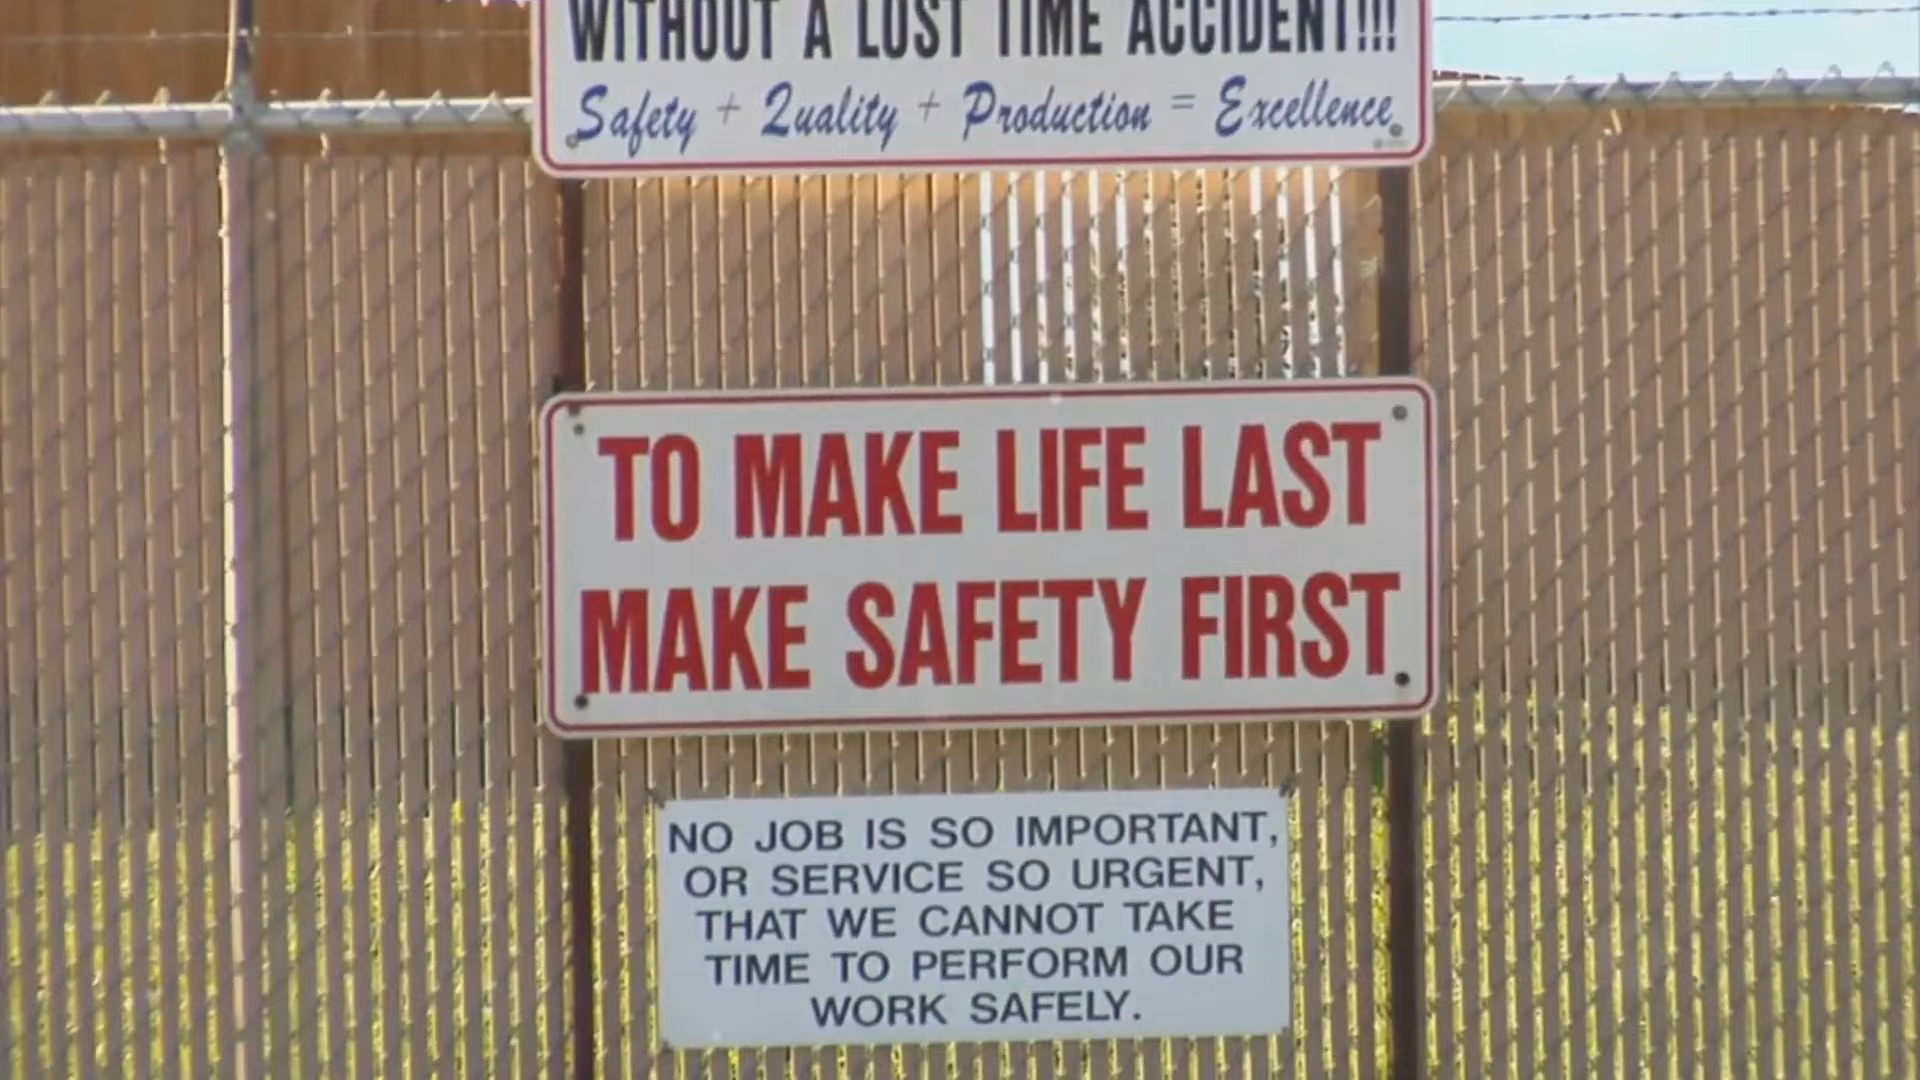 WITHOUT A LOST TIME ACCIDENT!!!
Safety + Quality + Production = Excellence
TO MAKE LIFE LAST
MAKE SAFETY FIRST
NO JOB IS SO IMPORTANT,
OR SERVICE SO URGENT,
THAT WE CANNOT TAKE
TIME TO PERFORM OUR
WORK SAFELY.